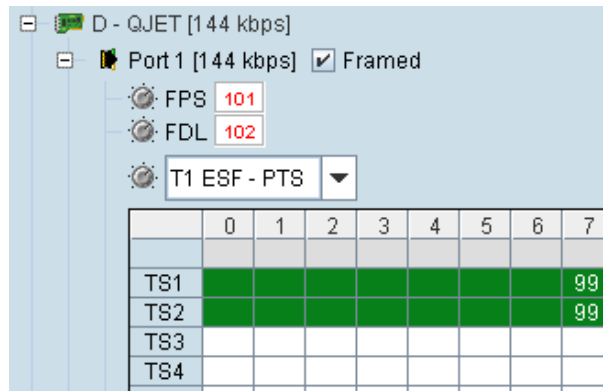 D - QJET [144 kbps]
Port 1 [144 kbps] Framed
FPS 101
FDL 102
T1 ESF - PTS
0 1 2 3 4 5 6 7
TS1 99
TS2 99
TS3
TS4